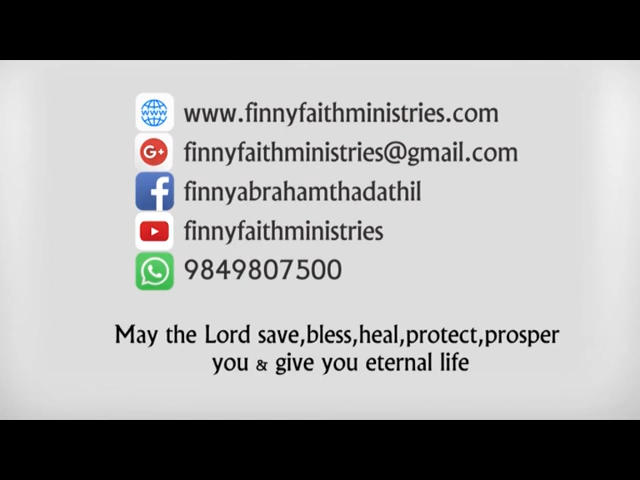 www
www.finnyfaithministries.com
G+
finnyfaithministries@gmail.com
f
finnyabrahamthadathil
finnyfaithministries
9849807500
May the Lord save,bless,heal,protect,prosper
you & give you eternal life